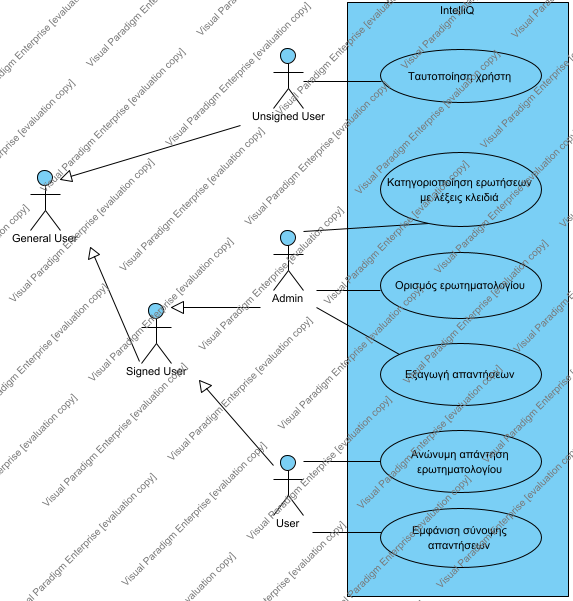 IntelliQ
Ταυτοποίηση χρήστη
Unsigned User
Κατηγοριοποίηση ερωτήσεων
με λέξεις κλειδιά
General User
Admin
Ορισμός ερωτηματολογίου
Signed User
Εξαγωγή απαντήσεων
Ανώνυμη απάντηση
ερωτηματολογίου
User
Εμφάνιση σύνοψης
απαντήσεων
Visual Paradigm Enterprise [evaluation copy]